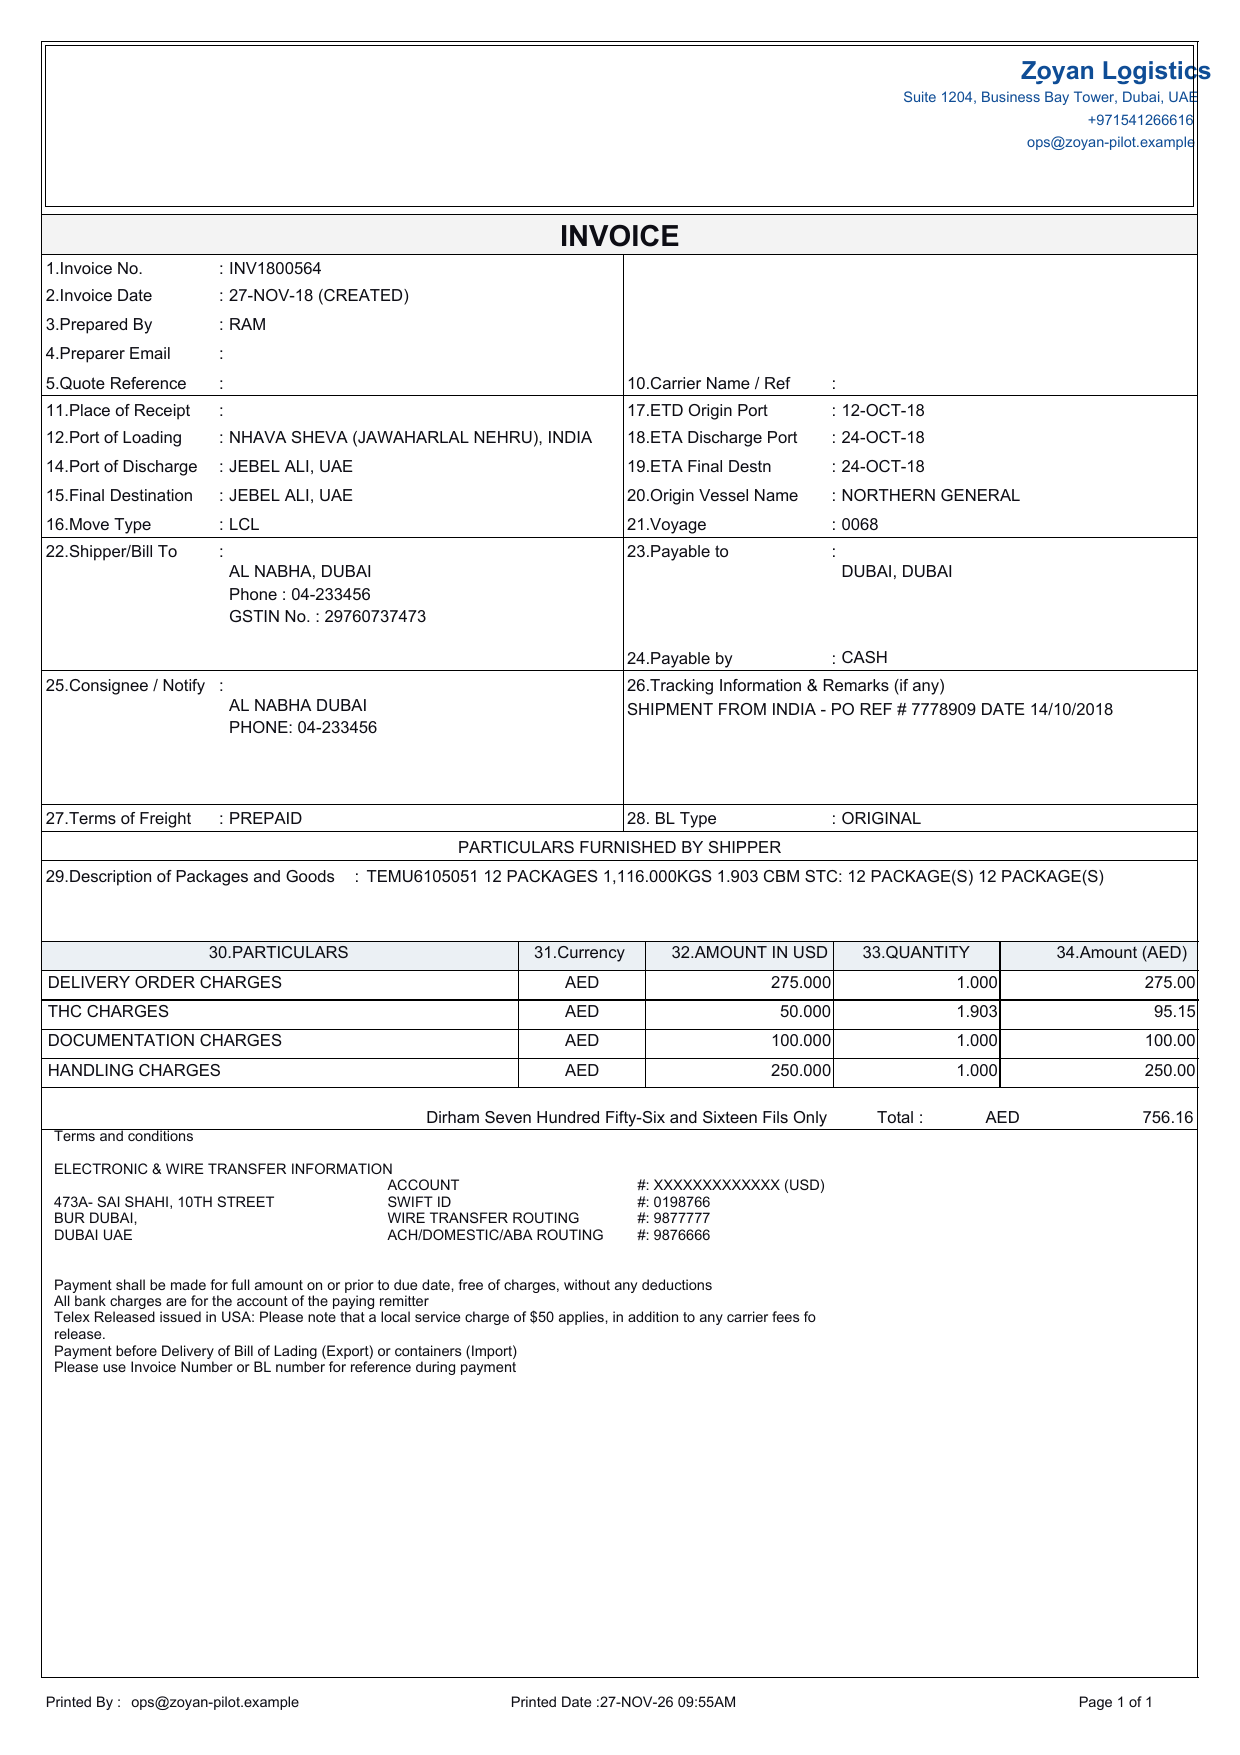 Zoyan Logistics
Suite 1204, Business Bay Tower, Dubai, UAE
+971541266616
ops@zoyan-pilot.example
INVOICE
1.Invoice No. : INV1800564
2.Invoice Date : 27-NOV-18 (CREATED)
3.Prepared By : RAM
4.Preparer Email :
5.Quote Reference : 10.Carrier Name / Ref :
11.Place of Receipt : 17.ETD Origin Port : 12-OCT-18
12.Port of Loading : NHAVA SHEVA (JAWAHARLAL NEHRU), INDIA 18.ETA Discharge Port : 24-OCT-18
14.Port of Discharge : JEBEL ALI, UAE 19.ETA Final Destn : 24-OCT-18
15.Final Destination : JEBEL ALI, UAE 20.Origin Vessel Name : NORTHERN GENERAL
16.Move Type : LCL 21.Voyage : 0068
22.Shipper/Bill To : 23.Payable to :
AL NABHA, DUBAI DUBAI, DUBAI
Phone : 04-233456
GSTIN No. : 29760737473
24.Payable by : CASH
25.Consignee / Notify : 26.Tracking Information & Remarks (if any)
AL NABHA DUBAI SHIPMENT FROM INDIA - PO REF # 7778909 DATE 14/10/2018
PHONE: 04-233456
27.Terms of Freight : PREPAID 28. BL Type : ORIGINAL
PARTICULARS FURNISHED BY SHIPPER
29.Description of Packages and Goods : TEMU6105051 12 PACKAGES 1,116.000KGS 1.903 CBM STC: 12 PACKAGE(S) 12 PACKAGE(S)
30.PARTICULARS 31.Currency 32.AMOUNT IN USD 33.QUANTITY 34.Amount (AED)
DELIVERY ORDER CHARGES AED 275.000 1.000 275.00
THC CHARGES AED 50.000 1.903 95.15
DOCUMENTATION CHARGES AED 100.000 1.000 100.00
HANDLING CHARGES AED 250.000 1.000 250.00
Dirham Seven Hundred Fifty-Six and Sixteen Fils Only Total : AED 756.16
Terms and conditions
ELECTRONIC & WIRE TRANSFER INFORMATION
ACCOUNT #: XXXXXXXXXXXXX (USD)
473A- SAI SHAHI, 10TH STREET SWIFT ID #: 0198766
BUR DUBAI, WIRE TRANSFER ROUTING #: 9877777
DUBAI UAE ACH/DOMESTIC/ABA ROUTING #: 9876666
Payment shall be made for full amount on or prior to due date, free of charges, without any deductions
All bank charges are for the account of the paying remitter
Telex Released issued in USA: Please note that a local service charge of $50 applies, in addition to any carrier fees fo
release.
Payment before Delivery of Bill of Lading (Export) or containers (Import)
Please use Invoice Number or BL number for reference during payment
Printed By : ops@zoyan-pilot.example Printed Date :27-NOV-26 09:55AM Page 1 of 1